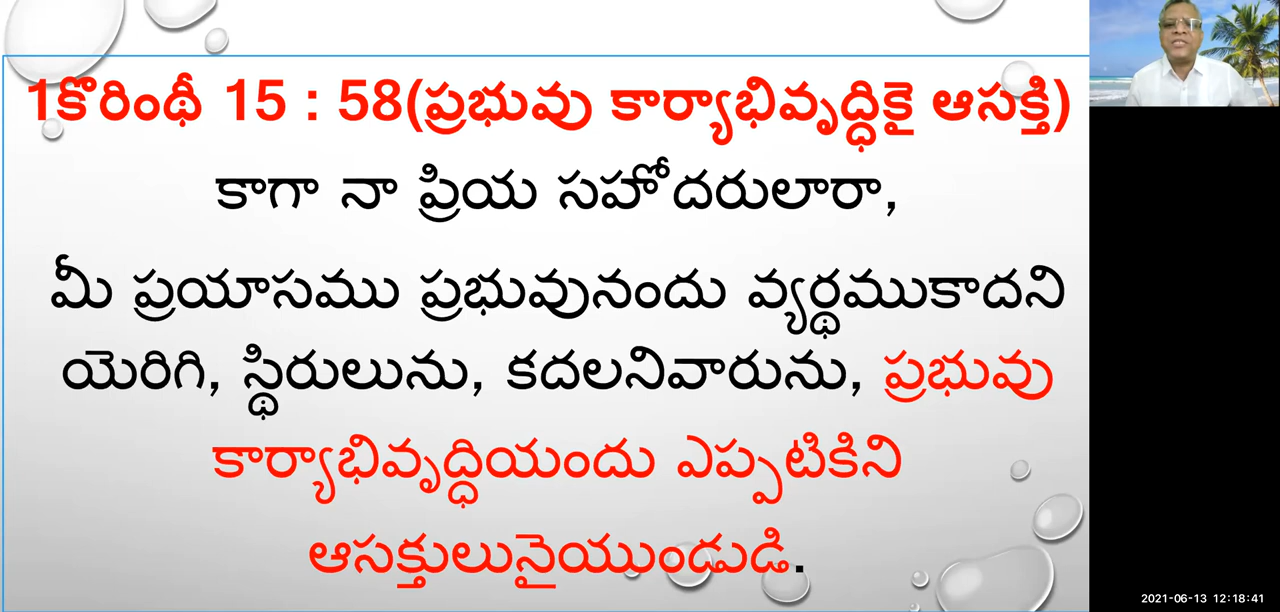 1కొరింథీ 15 : 58(ప్రభువు కార్యాభివృద్ధికై ఆసక్తి)
కాగా నా ప్రియ సహోదరులారా,
మీ ప్రయాసము ప్రభువునందు వ్యర్థముకాదని
యెరిగి, స్థిరులును, కదలనివారును, ప్రభువు
కార్యాభివృద్ధియందు ఎప్పటికిని
ఆసక్తులునైయుండుడి.
2021-06-13 12:18:41